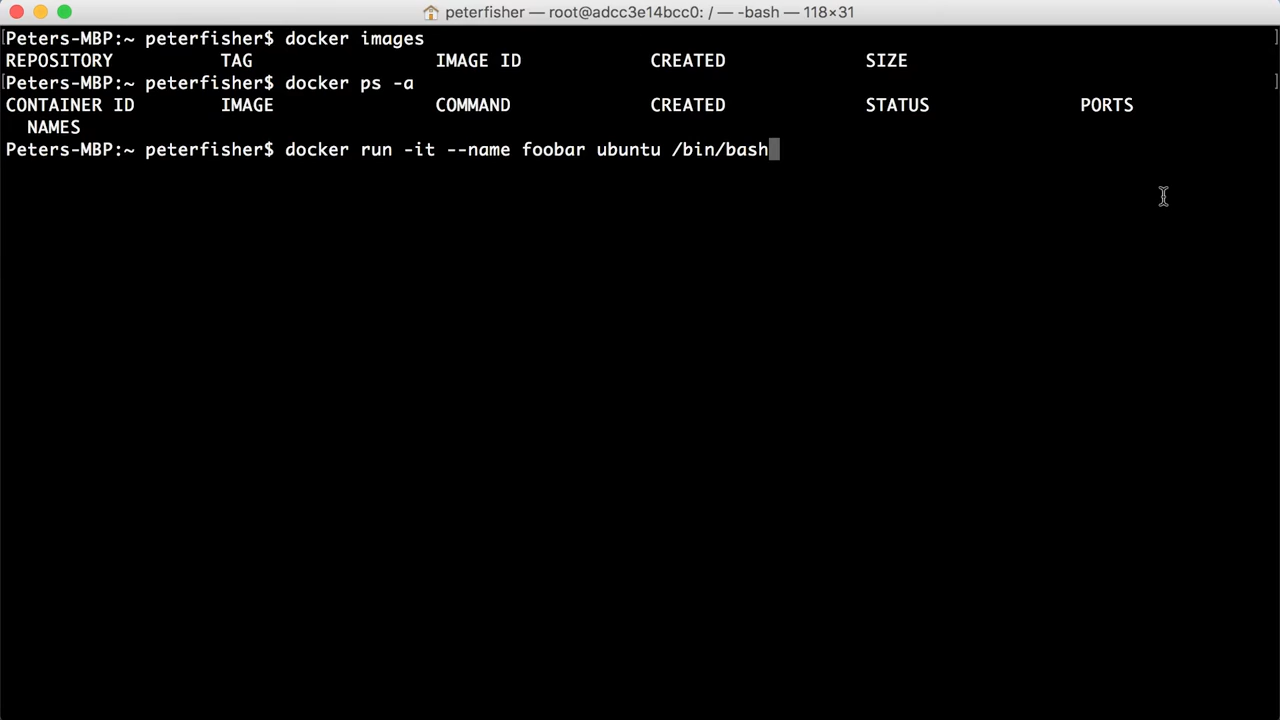 peterfisher — root@adcc3e14bcc0: / — -bash — 118×31
[Peters-MBP:~ peterfisher$ docker images ]
REPOSITORY TAG IMAGE ID CREATED SIZE
[Peters-MBP:~ peterfisher$ docker ps -a ]
CONTAINER ID IMAGE COMMAND CREATED STATUS PORTS
NAMES
Peters-MBP:~ peterfisher$ docker run -it --name foobar ubuntu /bin/bash